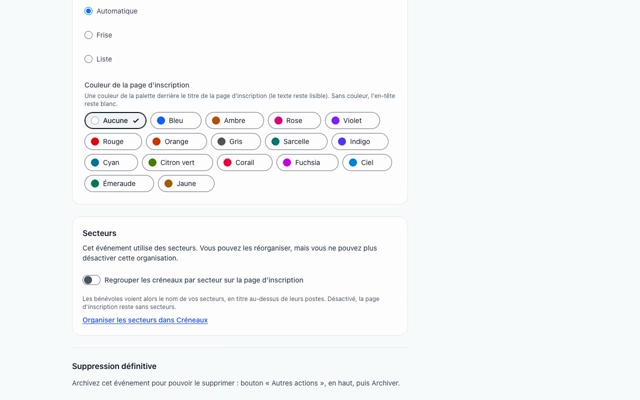 Automatique
Frise
Liste
Couleur de la page d'inscription
Une couleur de la palette derrière le titre de la page d'inscription (le texte reste lisible). Sans couleur, l'en-tête
reste blanc.
Aucune Bleu Ambre Rose Violet
Rouge Orange Gris Sarcelle Indigo
Cyan Citron vert Corail Fuchsia Ciel
Émeraude Jaune
Secteurs
Cet événement utilise des secteurs. Vous pouvez les réorganiser, mais vous ne pouvez plus
désactiver cette organisation.
Regrouper les créneaux par secteur sur la page d'inscription
Les bénévoles voient alors le nom de vos secteurs, en titre au-dessus de leurs postes. Désactivé, la page
d'inscription reste sans secteurs.
Organiser les secteurs dans Créneaux
Suppression définitive
Archivez cet événement pour pouvoir le supprimer : bouton « Autres actions », en haut, puis Archiver.